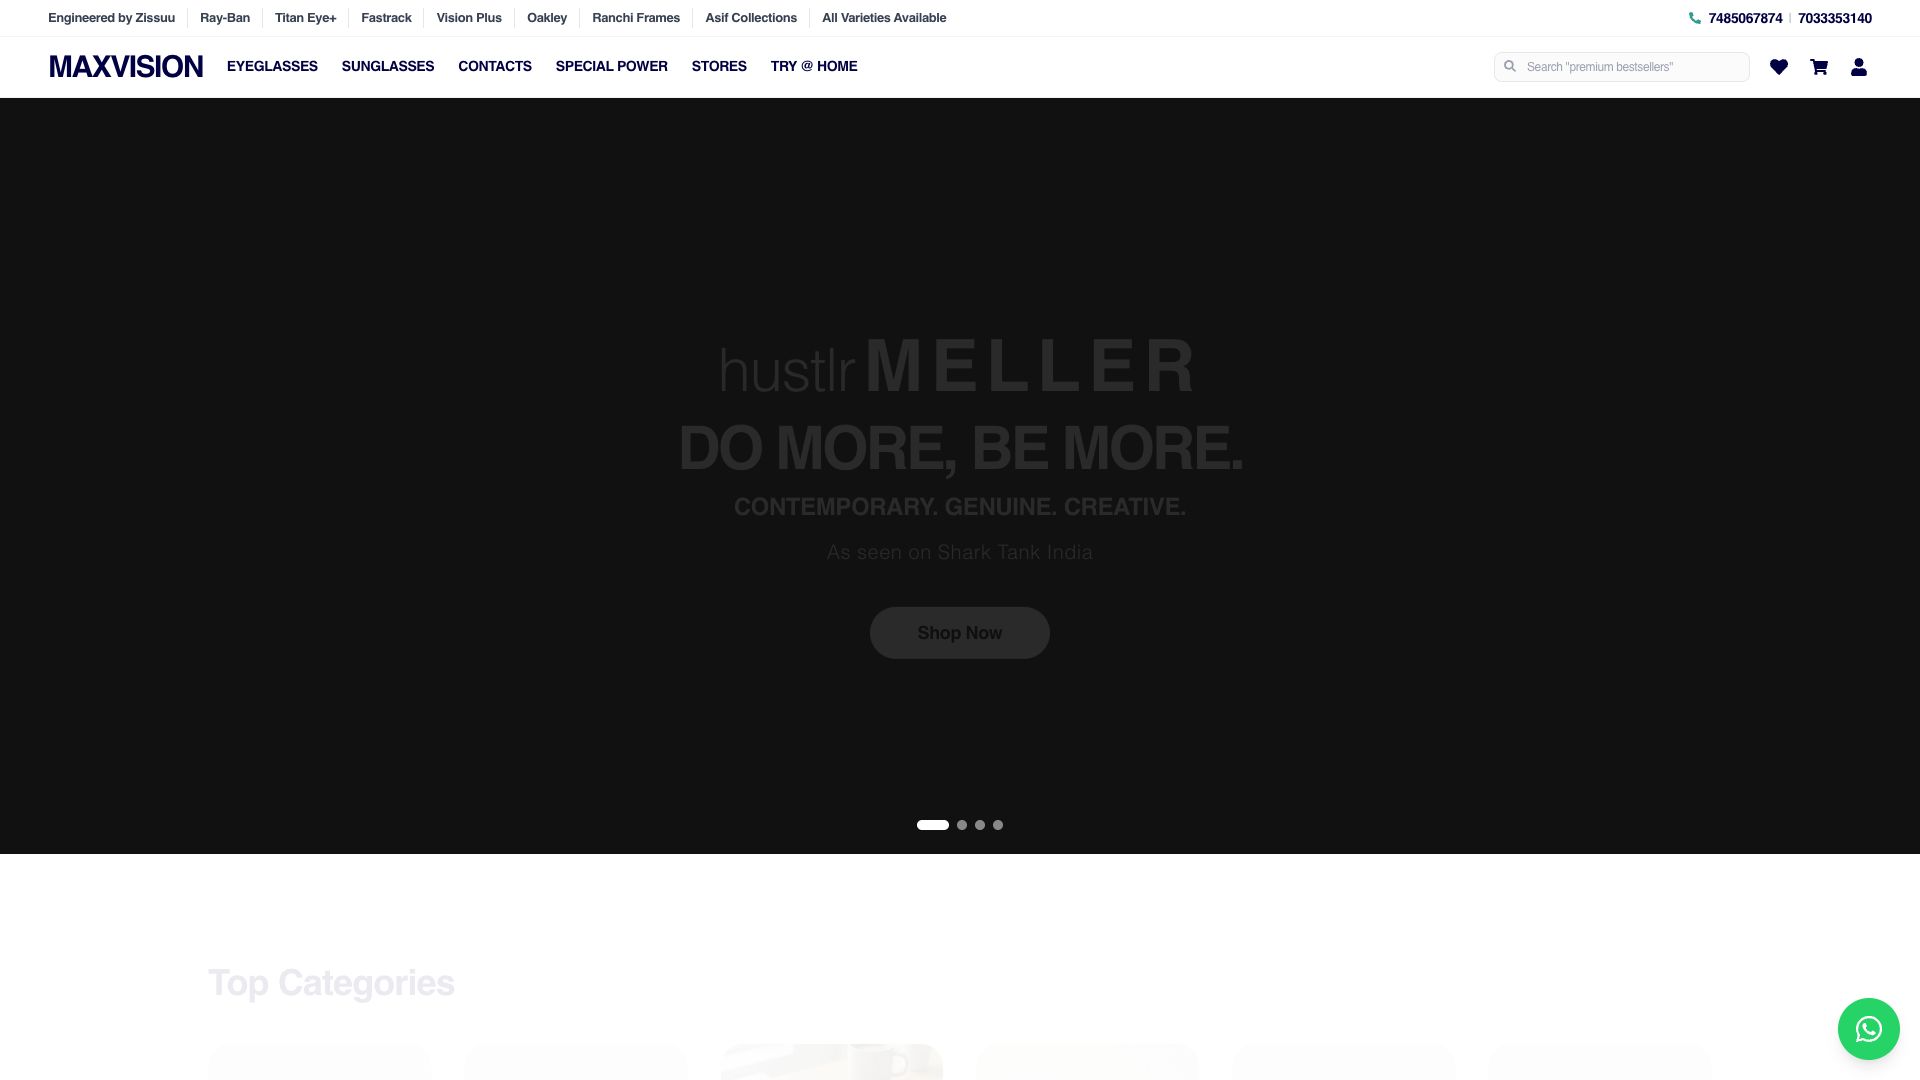 Engineered by Zissuu
Ray-Ban
Titan Eye+
Fastrack
Vision Plus
Oakley
Ranchi Frames
Asif Collections
All Varieties Available
7485067874 | 7033353140
MAXVISION
EYEGLASSES
SUNGLASSES
CONTACTS
SPECIAL POWER
STORES
TRY @ HOME
Search "premium bestsellers"
hustlr MELLER
DO MORE, BE MORE.
CONTEMPORARY. GENUINE. CREATIVE.
As seen on Shark Tank India
Shop Now
Top Categories